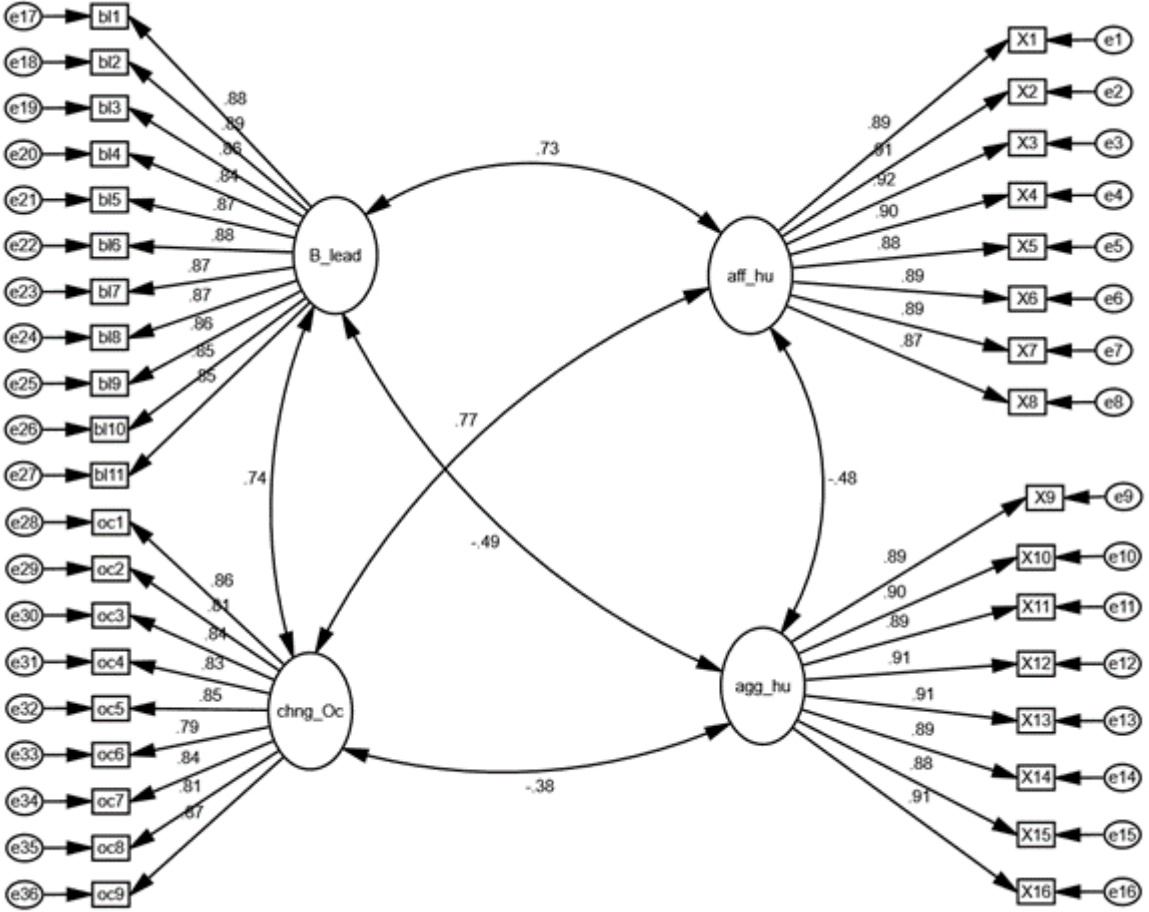 e17 bl1
e18 bl2
e19 bl3
e20 bl4
e21 bl5
e22 bl6
e23 bl7
e24 bl8
e25 bl9
e26 bl10
e27 bl11
.88
.89
.86
.84
.87
.88
.87
.87
.86
.85
.85
B_lead
.73
aff_hu
.89
.91
.92
.90
.88
.89
.89
.87
X1 e1
X2 e2
X3 e3
X4 e4
X5 e5
X6 e6
X7 e7
X8 e8
.77
.74
-.49
-.48
e28 oc1
e29 oc2
e30 oc3
e31 oc4
e32 oc5
e33 oc6
e34 oc7
e35 oc8
e36 oc9
.86
.81
.84
.83
.85
.79
.84
.81
.87
chng_Oc
-.38
agg_hu
.89
.90
.89
.91
.91
.89
.88
.91
X9 e9
X10 e10
X11 e11
X12 e12
X13 e13
X14 e14
X15 e15
X16 e16